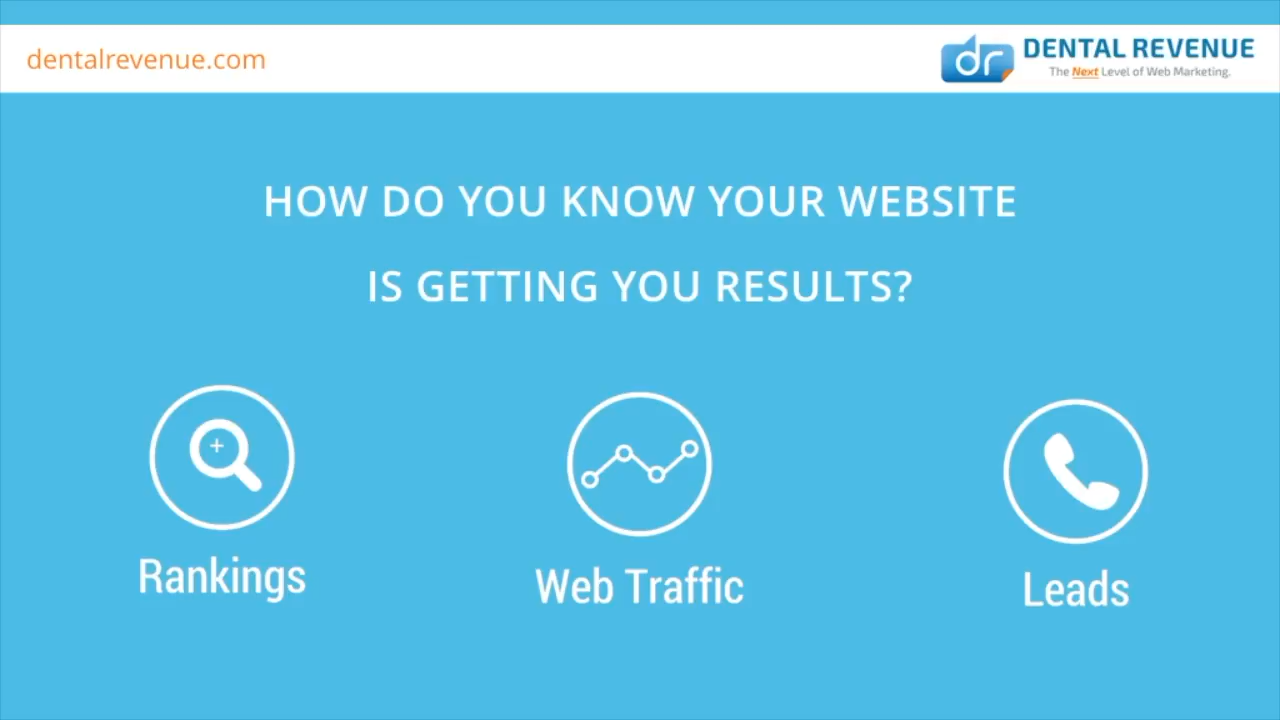 dentalrevenue.com
dr
DENTAL REVENUE
The Next Level of Web Marketing.
HOW DO YOU KNOW YOUR WEBSITE
IS GETTING YOU RESULTS?
Rankings
Web Traffic
Leads